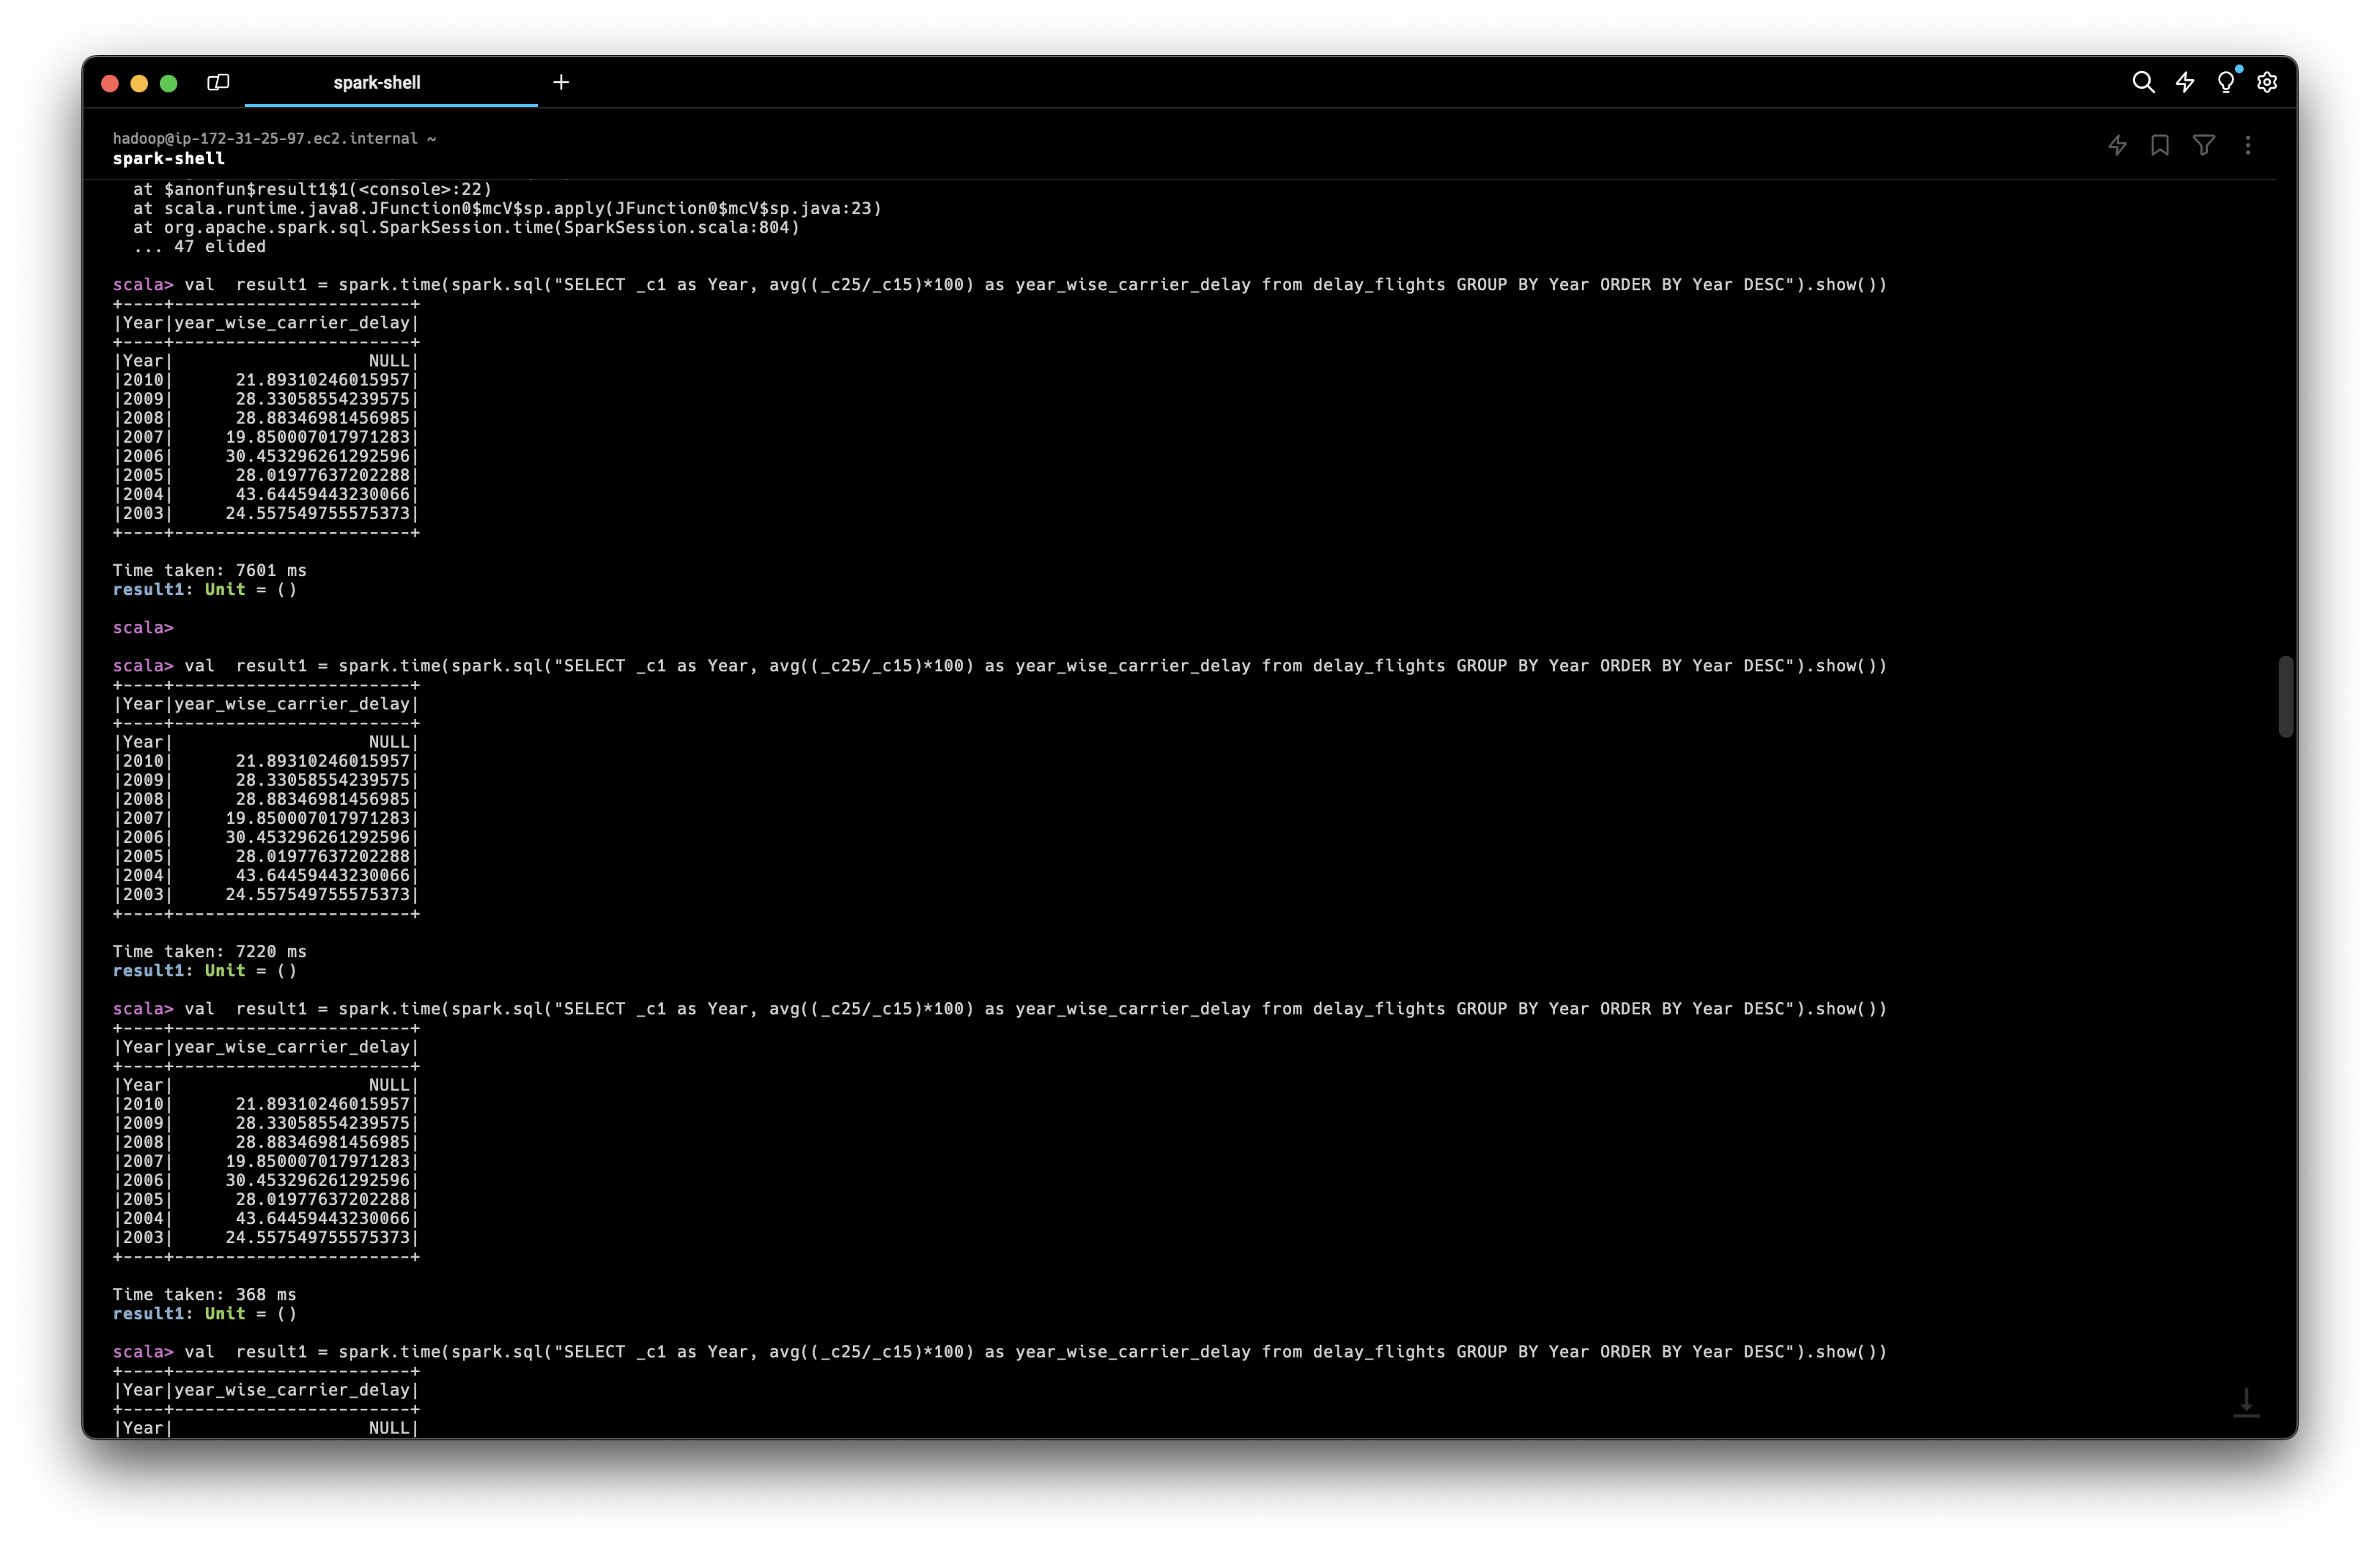 spark-shell
hadoop@ip-172-31-25-97.ec2.internal ~
spark-shell
at $anonfun$result1$1(<console>:22)
at scala.runtime.java8.JFunction0$mcV$sp.apply(JFunction0$mcV$sp.java:23)
at org.apache.spark.sql.SparkSession.time(SparkSession.scala:804)
... 47 elided
scala> val  result1 = spark.time(spark.sql("SELECT _c1 as Year, avg((_c25/_c15)*100) as year_wise_carrier_delay from delay_flights GROUP BY Year ORDER BY Year DESC").show())
+----+-----------------------+
|Year|year_wise_carrier_delay|
+----+-----------------------+
|Year|                   NULL|
|2010|      21.89310246015957|
|2009|      28.33058554239575|
|2008|      28.88346981456985|
|2007|     19.850007017971283|
|2006|     30.453296261292596|
|2005|      28.01977637202288|
|2004|      43.64459443230066|
|2003|     24.557549755575373|
+----+-----------------------+
Time taken: 7601 ms
result1: Unit = ()
scala>
scala> val  result1 = spark.time(spark.sql("SELECT _c1 as Year, avg((_c25/_c15)*100) as year_wise_carrier_delay from delay_flights GROUP BY Year ORDER BY Year DESC").show())
+----+-----------------------+
|Year|year_wise_carrier_delay|
+----+-----------------------+
|Year|                   NULL|
|2010|      21.89310246015957|
|2009|      28.33058554239575|
|2008|      28.88346981456985|
|2007|     19.850007017971283|
|2006|     30.453296261292596|
|2005|      28.01977637202288|
|2004|      43.64459443230066|
|2003|     24.557549755575373|
+----+-----------------------+
Time taken: 7220 ms
result1: Unit = ()
scala> val  result1 = spark.time(spark.sql("SELECT _c1 as Year, avg((_c25/_c15)*100) as year_wise_carrier_delay from delay_flights GROUP BY Year ORDER BY Year DESC").show())
+----+-----------------------+
|Year|year_wise_carrier_delay|
+----+-----------------------+
|Year|                   NULL|
|2010|      21.89310246015957|
|2009|      28.33058554239575|
|2008|      28.88346981456985|
|2007|     19.850007017971283|
|2006|     30.453296261292596|
|2005|      28.01977637202288|
|2004|      43.64459443230066|
|2003|     24.557549755575373|
+----+-----------------------+
Time taken: 368 ms
result1: Unit = ()
scala> val  result1 = spark.time(spark.sql("SELECT _c1 as Year, avg((_c25/_c15)*100) as year_wise_carrier_delay from delay_flights GROUP BY Year ORDER BY Year DESC").show())
+----+-----------------------+
|Year|year_wise_carrier_delay|
+----+-----------------------+
|Year|                   NULL|